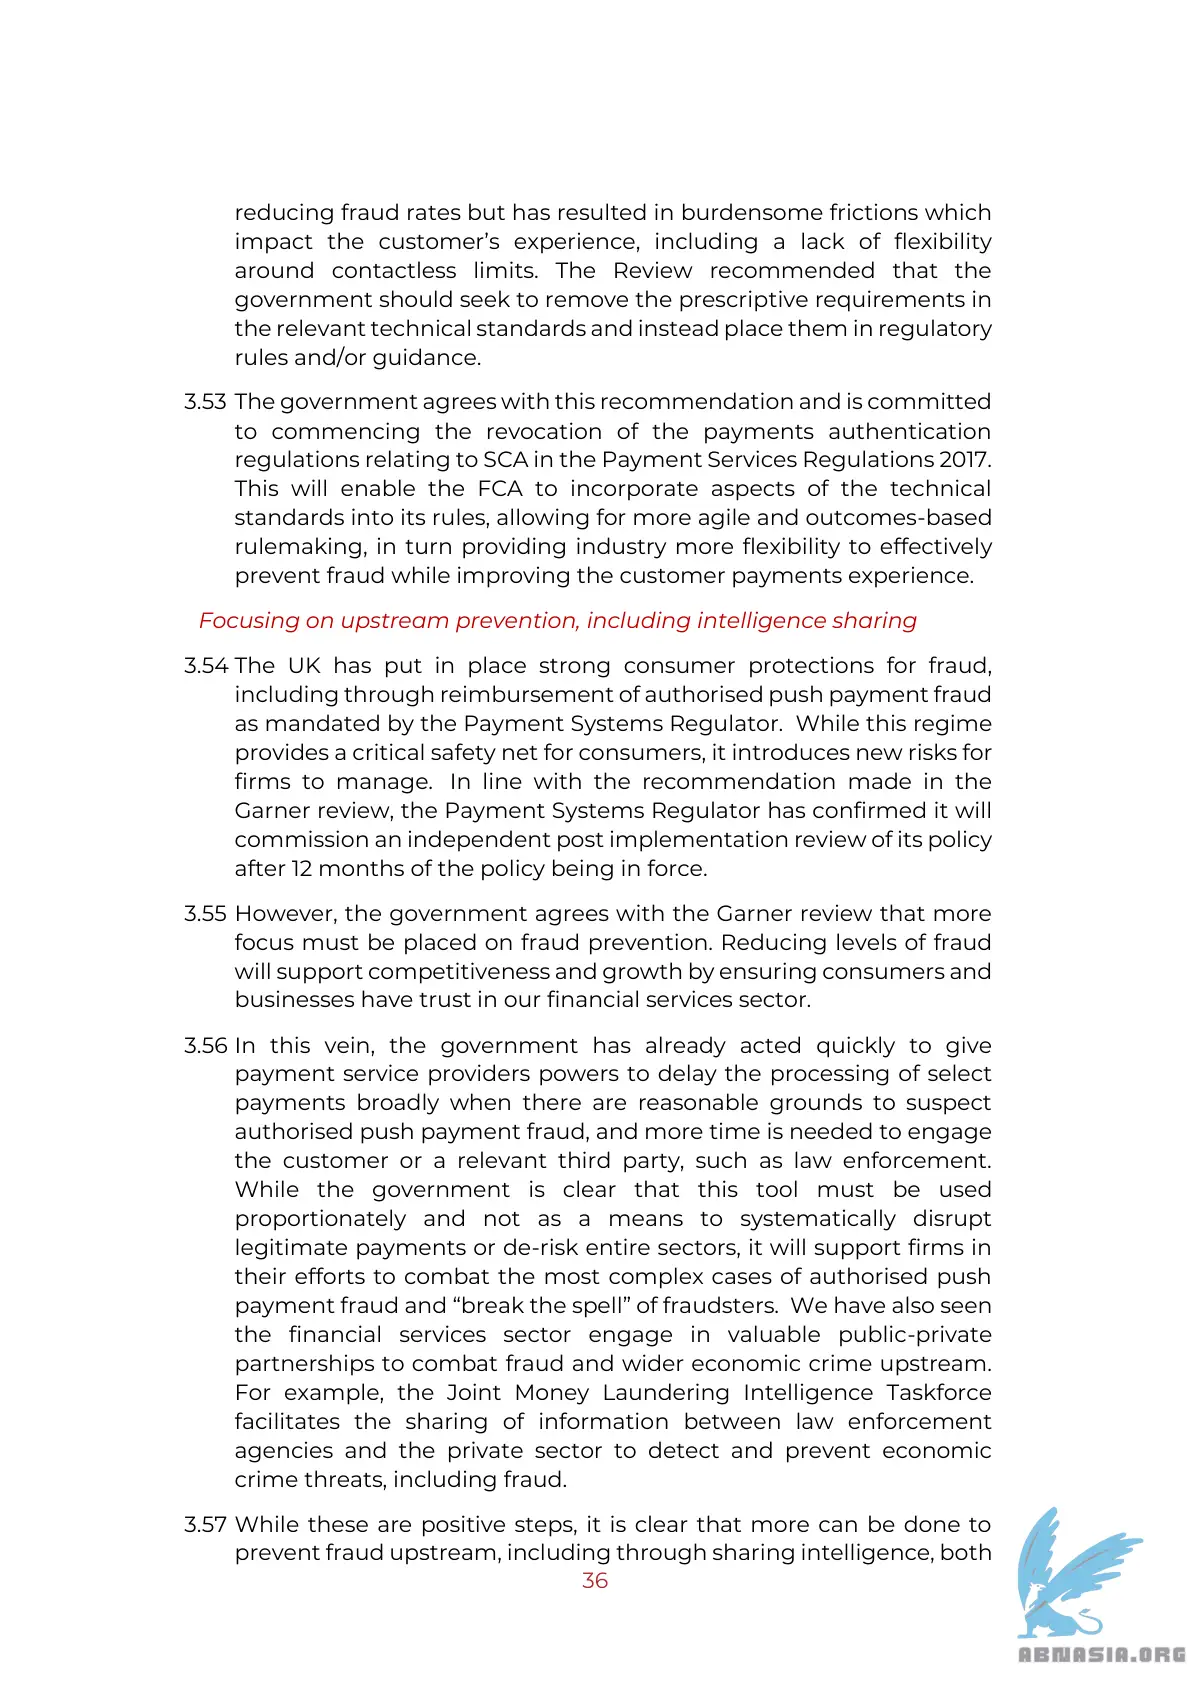 reducing fraud rates but has resulted in burdensome frictions which
impact the customer’s experience, including a lack of flexibility
around contactless limits. The Review recommended that the
government should seek to remove the prescriptive requirements in
the relevant technical standards and instead place them in regulatory
rules and/or guidance.
3.53 The government agrees with this recommendation and is committed
to commencing the revocation of the payments authentication
regulations relating to SCA in the Payment Services Regulations 2017.
This will enable the FCA to incorporate aspects of the technical
standards into its rules, allowing for more agile and outcomes-based
rulemaking, in turn providing industry more flexibility to effectively
prevent fraud while improving the customer payments experience.
Focusing on upstream prevention, including intelligence sharing
3.54 The UK has put in place strong consumer protections for fraud,
including through reimbursement of authorised push payment fraud
as mandated by the Payment Systems Regulator. While this regime
provides a critical safety net for consumers, it introduces new risks for
firms to manage. In line with the recommendation made in the
Garner review, the Payment Systems Regulator has confirmed it will
commission an independent post implementation review of its policy
after 12 months of the policy being in force.
3.55 However, the government agrees with the Garner review that more
focus must be placed on fraud prevention. Reducing levels of fraud
will support competitiveness and growth by ensuring consumers and
businesses have trust in our financial services sector.
3.56 In this vein, the government has already acted quickly to give
payment service providers powers to delay the processing of select
payments broadly when there are reasonable grounds to suspect
authorised push payment fraud, and more time is needed to engage
the customer or a relevant third party, such as law enforcement.
While the government is clear that this tool must be used
proportionately and not as a means to systematically disrupt
legitimate payments or de-risk entire sectors, it will support firms in
their efforts to combat the most complex cases of authorised push
payment fraud and “break the spell” of fraudsters. We have also seen
the financial services sector engage in valuable public-private
partnerships to combat fraud and wider economic crime upstream.
For example, the Joint Money Laundering Intelligence Taskforce
facilitates the sharing of information between law enforcement
agencies and the private sector to detect and prevent economic
crime threats, including fraud.
3.57 While these are positive steps, it is clear that more can be done to
prevent fraud upstream, including through sharing intelligence, both
36
ABNASIA.ORG